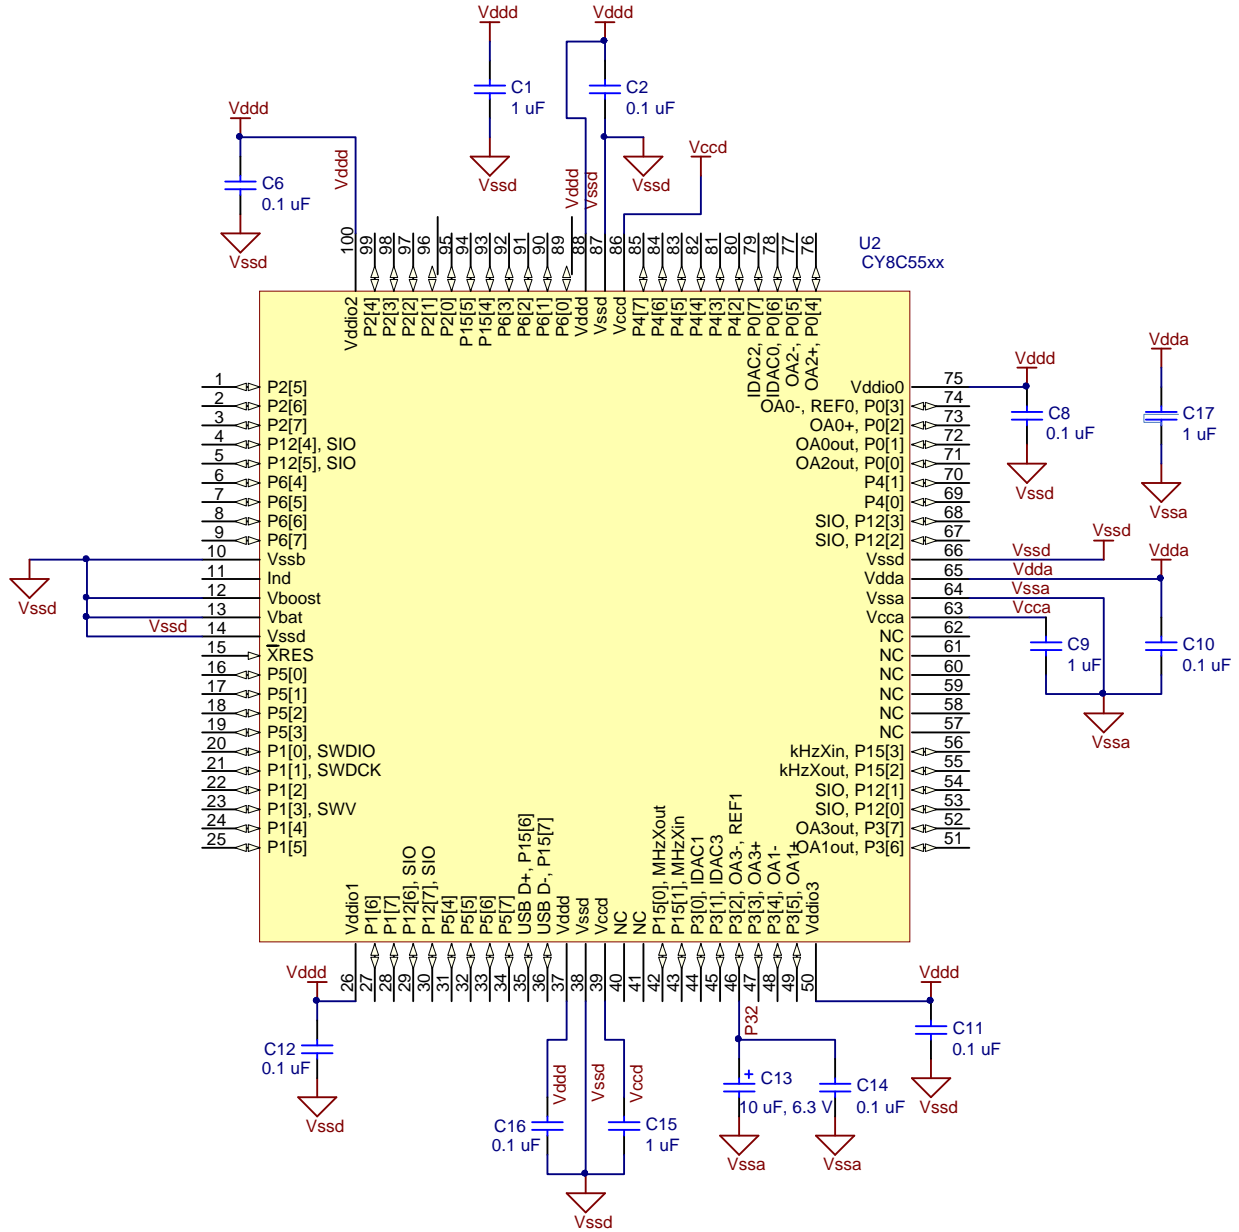 Vddd
Vddd
C1
1 uF
C2
0.1 uF
Vddd
Vccd
C6
0.1 uF
Vddd
Vssd
Vddd
Vssd
Vssd
Vssd
100
99
98
97
96
95
94
93
92
91
90
89
88
87
86
85
84
83
82
81
80
79
78
77
76
U2
CY8C55xx
Vddio2
P2[4]
P2[3]
P2[2]
P2[1]
P2[0]
P15[5]
P15[4]
P6[3]
P6[2]
P6[1]
P6[0]
Vddd
Vssd
Vccd
P4[7]
P4[6]
P4[5]
P4[4]
P4[3]
P4[2]
IDAC2, P0[7]
IDAC0, P0[6]
OA2-, P0[5]
OA2+, P0[4]
1 P2[5]
2 P2[6]
3 P2[7]
4 P12[4], SIO
5 P12[5], SIO
6 P6[4]
7 P6[5]
8 P6[6]
9 P6[7]
10 Vssb
11 Ind
12 Vboost
13 Vbat
Vssd 14 Vssd
15 XRES
16 P5[0]
17 P5[1]
18 P5[2]
19 P5[3]
20 P1[0], SWDIO
21 P1[1], SWDCK
22 P1[2]
23 P1[3], SWV
24 P1[4]
25 P1[5]
Vssd
Vddio0 75
OA0-, REF0, P0[3] 74
OA0+, P0[2] 73
OA0out, P0[1] 72
OA2out, P0[0] 71
P4[1] 70
P4[0] 69
SIO, P12[3] 68
SIO, P12[2] 67
Vssd 66 Vssd
Vdda 65 Vdda
Vssa 64 Vssa
Vcca 63 Vcca
NC 62
NC 61
NC 60
NC 59
NC 58
NC 57
kHzXin, P15[3] 56
kHzXout, P15[2] 55
SIO, P12[1] 54
SIO, P12[0] 53
OA3out, P3[7] 52
OA1out, P3[6] 51
Vddd
C8
0.1 uF
Vssd
Vdda
C17
1 uF
Vssa
Vssd
Vdda
C9
1 uF
C10
0.1 uF
Vssa
Vddio1
P1[6]
P1[7]
P12[6], SIO
P12[7], SIO
P5[4]
P5[5]
P5[6]
P5[7]
USB D+, P15[6]
USB D-, P15[7]
Vddd
Vssd
Vccd
NC
NC
P15[0], MHzXout
P15[1], MHzXin
P3[0], IDAC1
P3[1], IDAC3
P3[2], OA3-, REF1
P3[3], OA3+
P3[4], OA1-
P3[5], OA1+
Vddio3
26
27
28
29
30
31
32
33
34
35
36
37
38
39
40
41
42
43
44
45
46
47
48
49
50
Vddd
C12
0.1 uF
Vssd
Vddd
Vssd
Vccd
C16
0.1 uF
C15
1 uF
Vssd
P32
C13
10 uF, 6.3 V
+
C14
0.1 uF
Vssa
Vssa
Vddd
C11
0.1 uF
Vssd